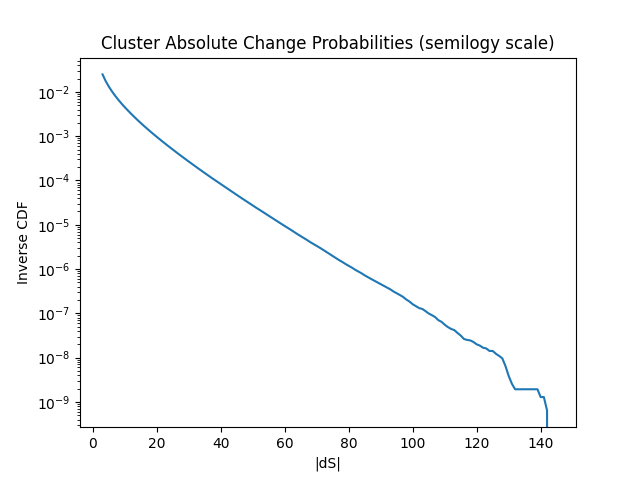 Cluster Absolute Change Probabilities (semilogy scale)
Inverse CDF
10⁻²
10⁻³
10⁻⁴
10⁻⁵
10⁻⁶
10⁻⁷
10⁻⁸
10⁻⁹
0 20 40 60 80 100 120 140
|dS|